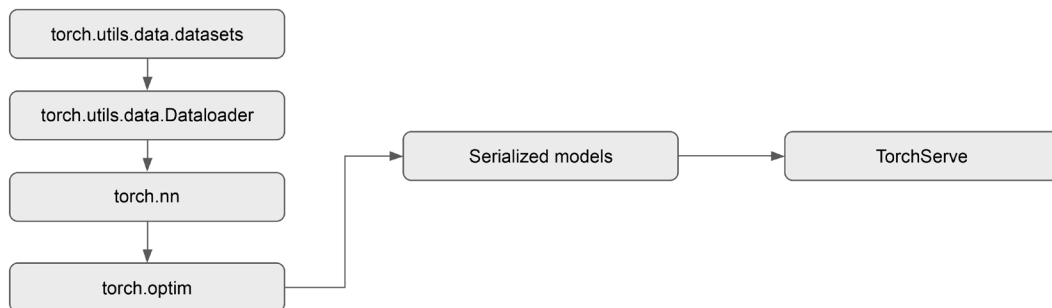 torch.utils.data.datasets
torch.utils.data.Dataloader
torch.nn
torch.optim
Serialized models
TorchServe